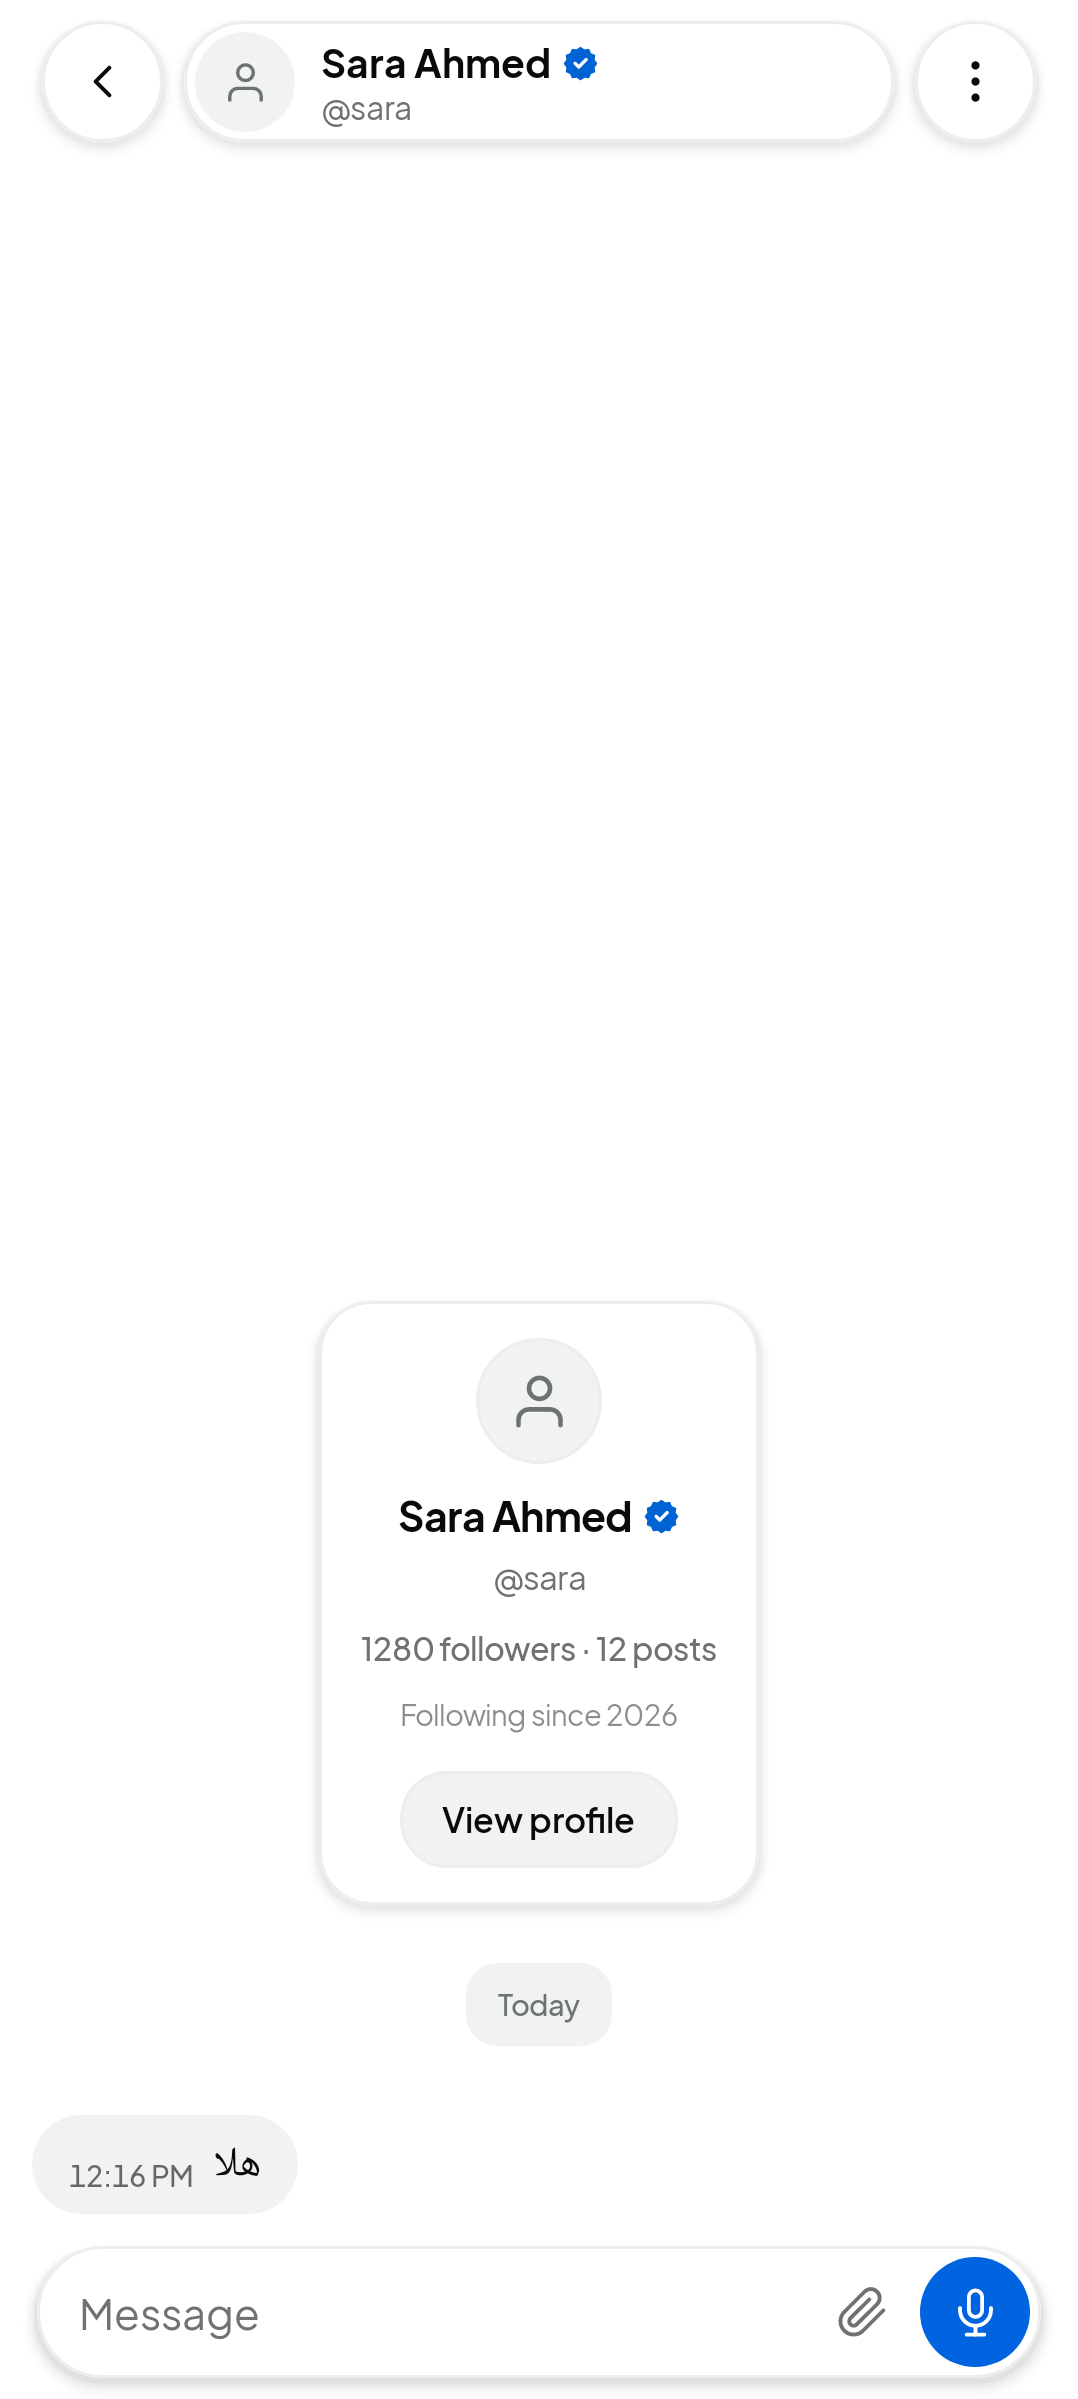 Sara Ahmed
@sara
Sara Ahmed
@sara
1280 followers · 12 posts
Following since 2026
View profile
Today
هلا
12:16 PM
Message